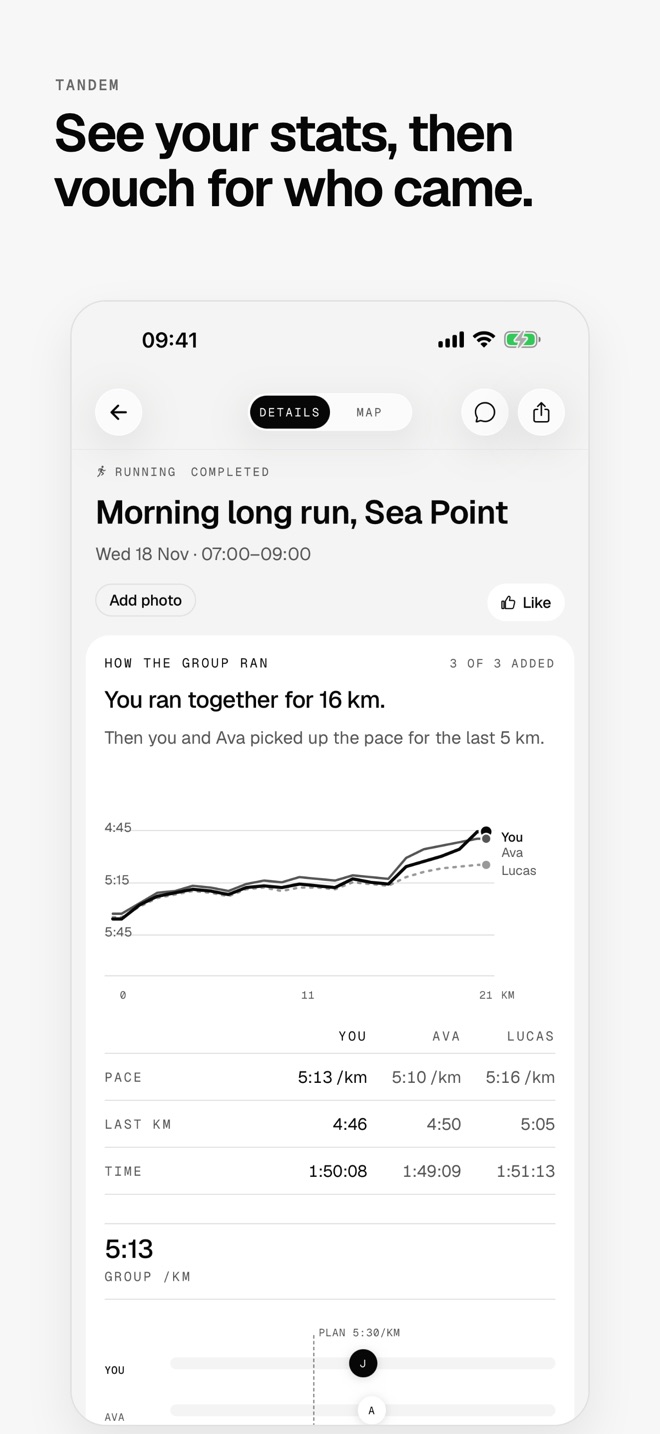 TANDEM
See your stats, then
vouch for who came.
09:41
DETAILS MAP
RUNNING COMPLETED
Morning long run, Sea Point
Wed 18 Nov · 07:00–09:00
Add photo
Like
HOW THE GROUP RAN 3 OF 3 ADDED
You ran together for 16 km.
Then you and Ava picked up the pace for the last 5 km.
4:45
You
Ava
Lucas
5:15
5:45
0 11 21 KM
YOU AVA LUCAS
PACE 5:13 /km 5:10 /km 5:16 /km
LAST KM 4:46 4:50 5:05
TIME 1:50:08 1:49:09 1:51:13
5:13
GROUP /KM
PLAN 5:30/KM
YOU J
AVA A